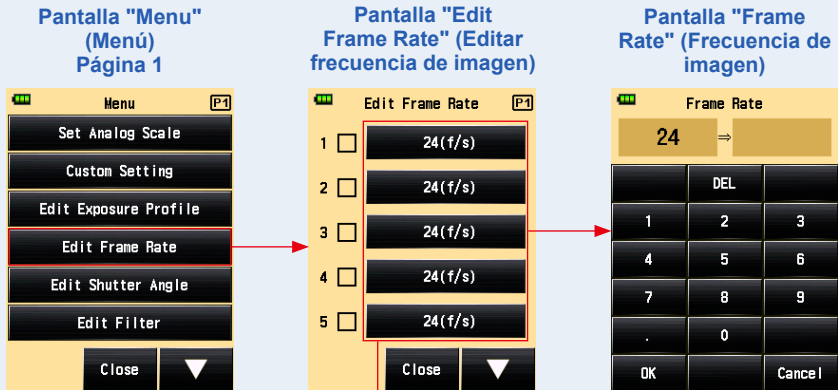 Pantalla "Menu"
(Menú)
Página 1
Menu P1
Set Analog Scale
Custom Setting
Edit Exposure Profile
Edit Frame Rate
Edit Shutter Angle
Edit Filter
Close
Pantalla "Edit
Frame Rate" (Editar
frecuencia de imagen)
Edit Frame Rate P1
1 24(f/s)
2 24(f/s)
3 24(f/s)
4 24(f/s)
5 24(f/s)
Close
Pantalla "Frame
Rate" (Frecuencia de
imagen)
Frame Rate
24 ⇒
DEL
1 2 3
4 5 6
7 8 9
. 0
OK Cancel